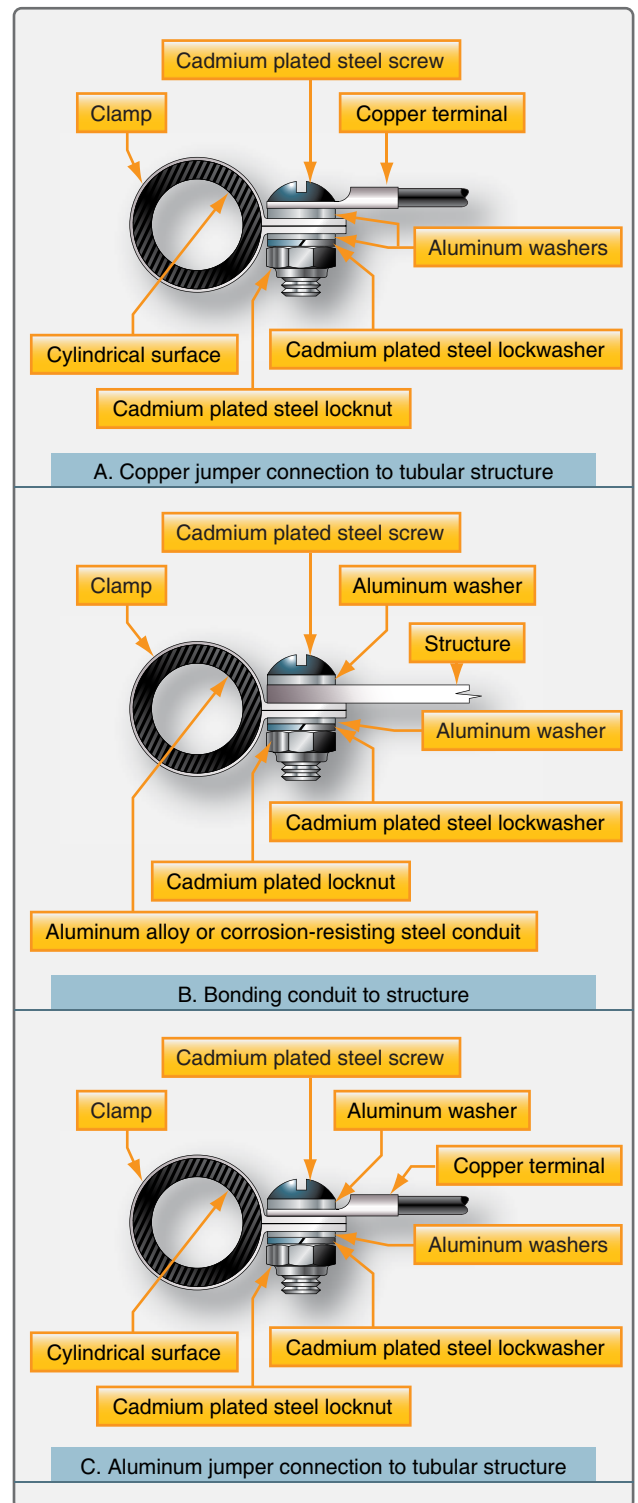 Cadmium plated steel screw
Clamp
Copper terminal
Aluminum washers
Cylindrical surface
Cadmium plated steel lockwasher
Cadmium plated steel locknut
A. Copper jumper connection to tubular structure
Cadmium plated steel screw
Clamp
Aluminum washer
Structure
Aluminum washer
Cadmium plated steel lockwasher
Cadmium plated locknut
Aluminum alloy or corrosion-resisting steel conduit
B. Bonding conduit to structure
Cadmium plated steel screw
Clamp
Aluminum washer
Copper terminal
Aluminum washers
Cylindrical surface
Cadmium plated steel lockwasher
Cadmium plated steel locknut
C. Aluminum jumper connection to tubular structure